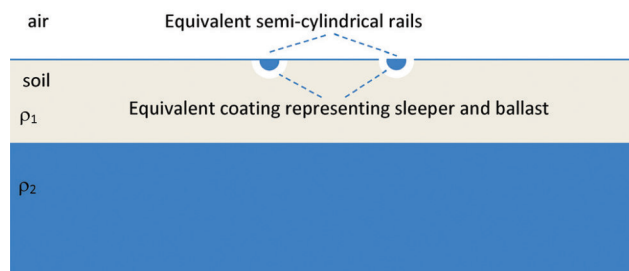 air
Equivalent semi-cylindrical rails
soil
Equivalent coating representing sleeper and ballast
ρ₁
ρ₂